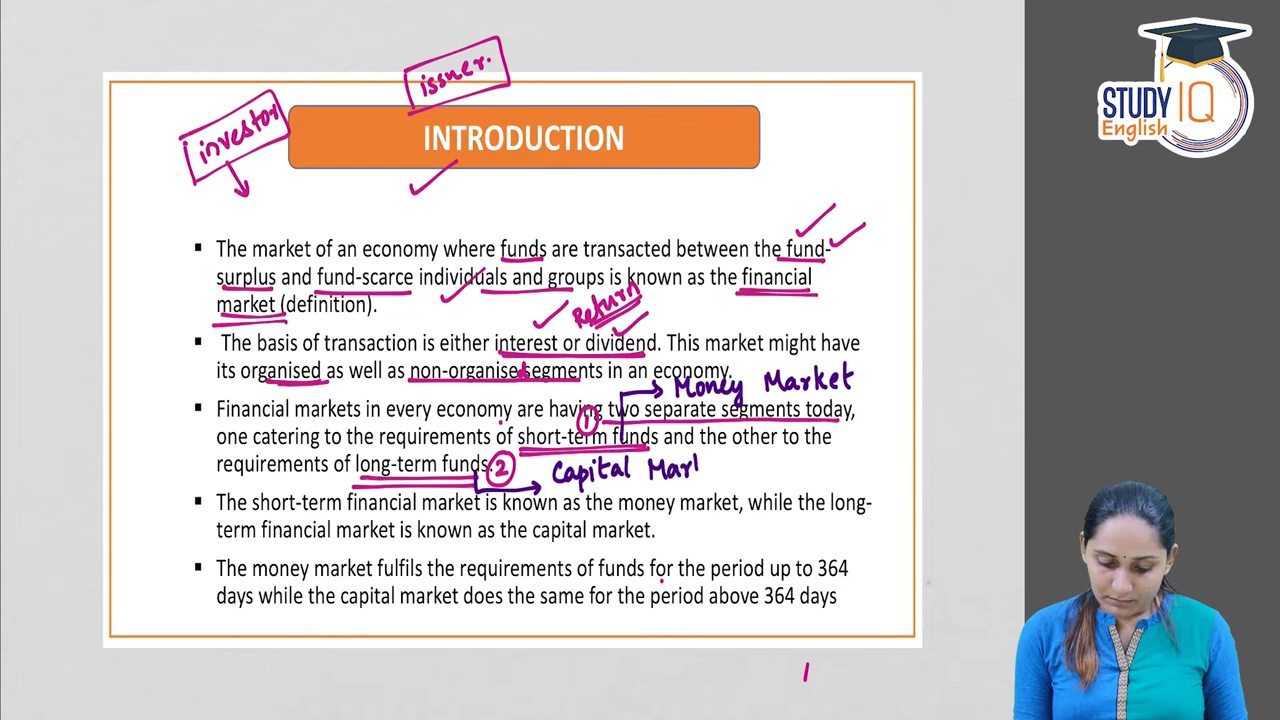 issuer.
investor
INTRODUCTION
STUDY IQ
English
▪ The market of an economy where funds are transacted between the fund-
surplus and fund-scarce individuals and groups is known as the financial
market (definition).
Return
▪ The basis of transaction is either interest or dividend. This market might have
its organised as well as non-organised segments in an economy.
Money Market
▪ Financial markets in every economy are having two separate segments today,
①
one catering to the requirements of short-term funds and the other to the
requirements of long-term funds.
② Capital Mar
▪ The short-term financial market is known as the money market, while the long-
term financial market is known as the capital market.
▪ The money market fulfils the requirements of funds for the period up to 364
days while the capital market does the same for the period above 364 days